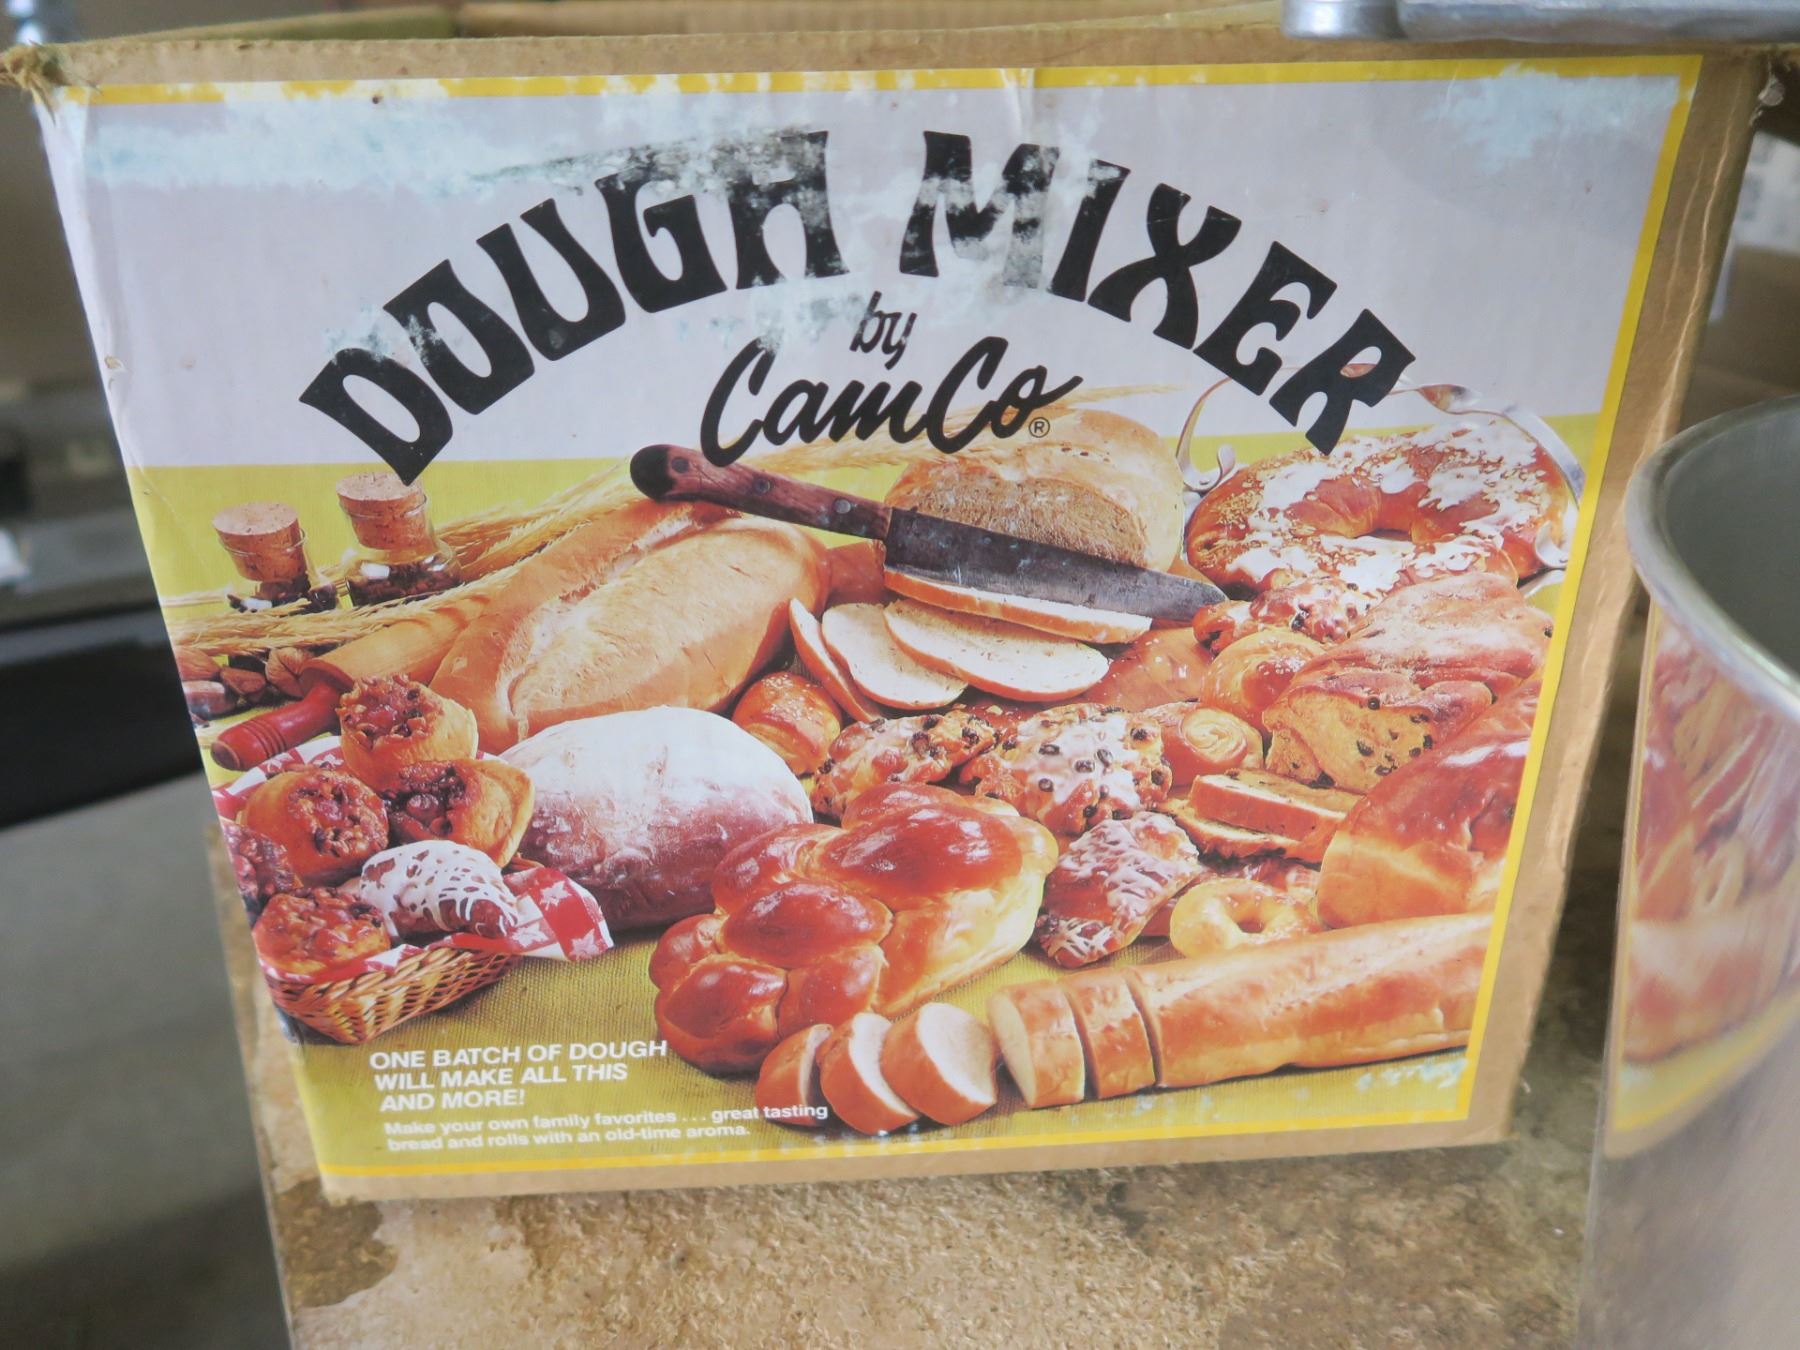 DOUGH MIXER
by
CamCo®
ONE BATCH OF DOUGH
WILL MAKE ALL THIS
AND MORE!
Make your own family favorites . . . great tasting
bread and rolls with an old-time aroma.